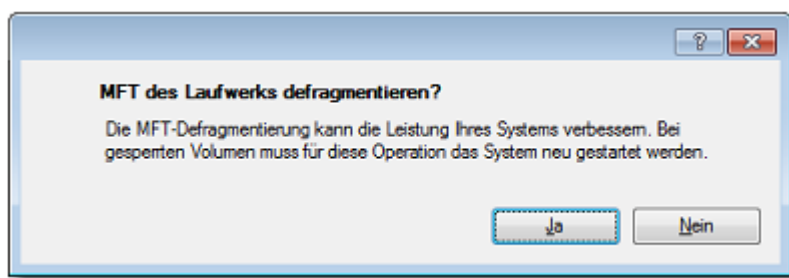 ?
MFT des Laufwerks defragmentieren?
Die MFT-Defragmentierung kann die Leistung Ihres Systems verbessern. Bei
gesperrten Volumen muss für diese Operation das System neu gestartet werden.
Ja Nein